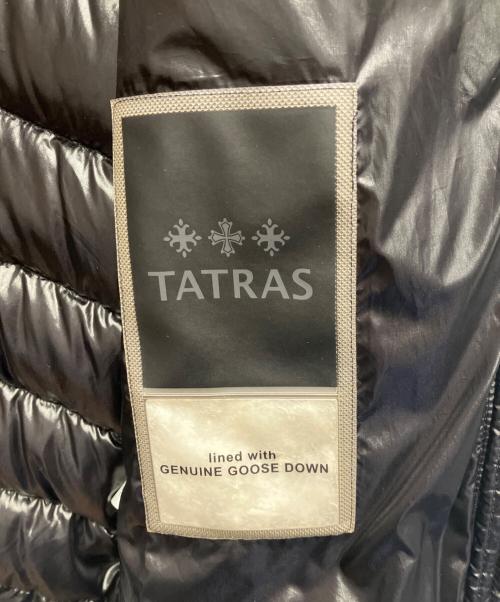 TATRAS
lined with
GENUINE GOOSE DOWN